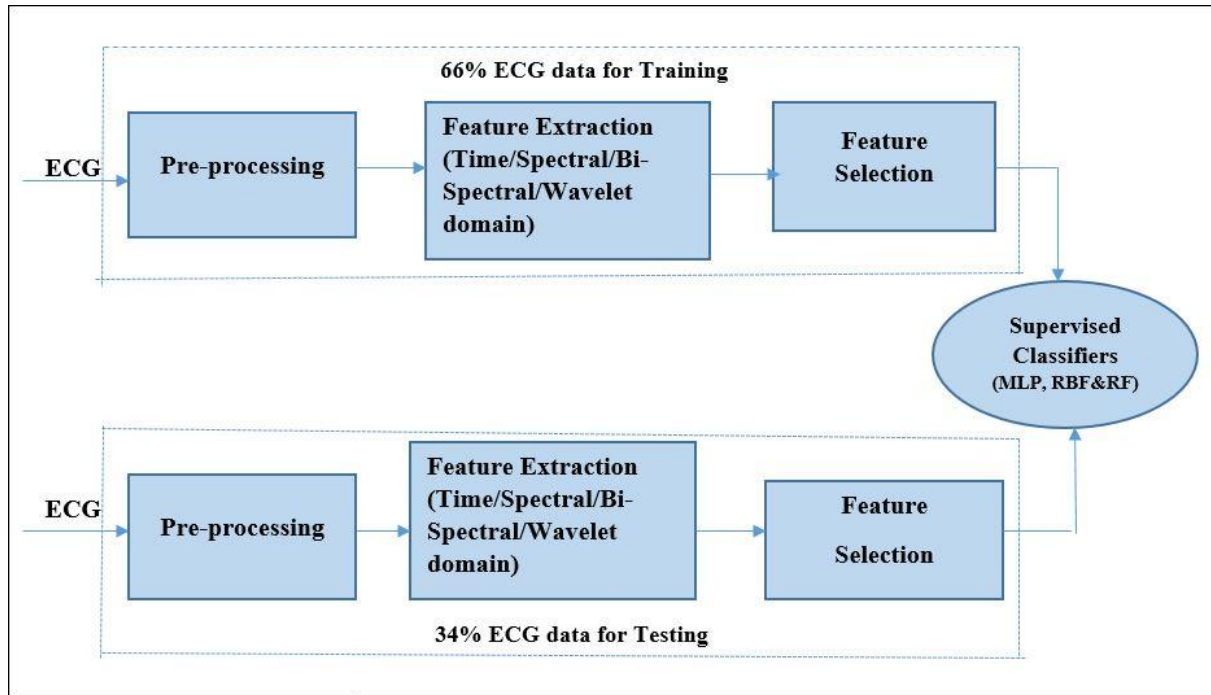 66% ECG data for Training
ECG
Pre-processing
Feature Extraction
(Time/Spectral/Bi-
Spectral/Wavelet
domain)
Feature
Selection
Supervised
Classifiers
(MLP, RBF&RF)
ECG
Pre-processing
Feature Extraction
(Time/Spectral/Bi-
Spectral/Wavelet
domain)
Feature
Selection
34% ECG data for Testing